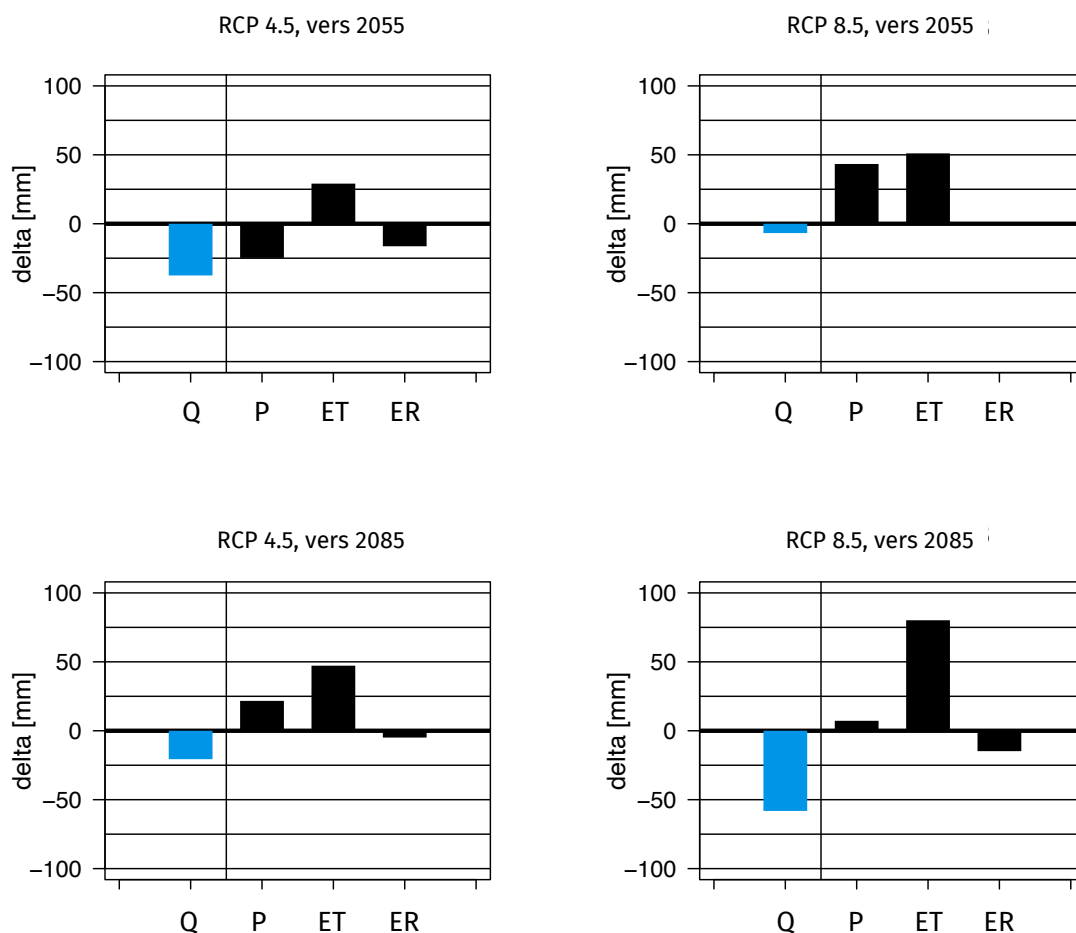 RCP 4.5, vers 2055
100
50
0
−50
−100
delta [mm]
Q P ET ER
RCP 8.5, vers 2055
100
50
0
−50
−100
delta [mm]
Q P ET ER
RCP 4.5, vers 2085
100
50
0
−50
−100
delta [mm]
Q P ET ER
RCP 8.5, vers 2085
100
50
0
−50
−100
delta [mm]
Q P ET ER